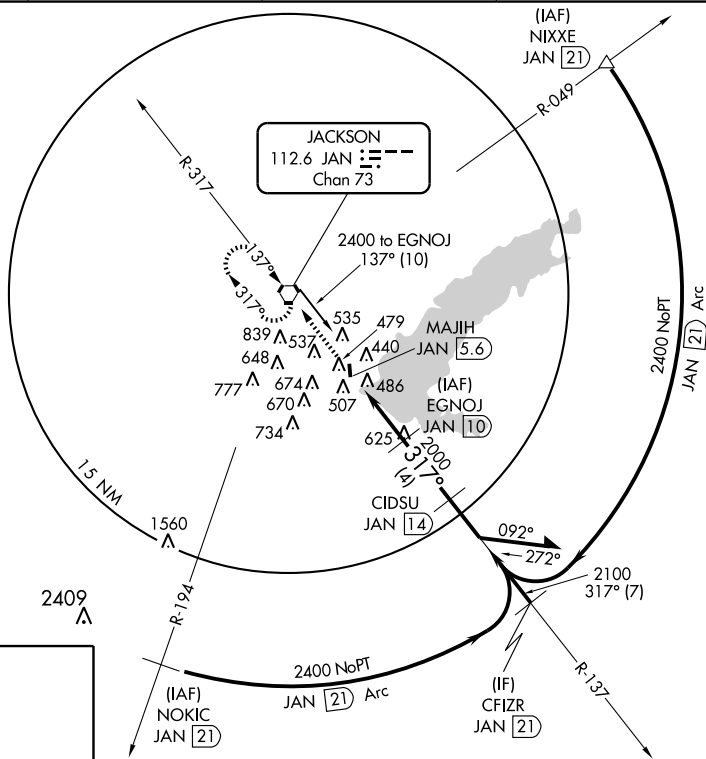 (IAF)
NIXXE
JAN 21
R-049
JACKSON
112.6 JAN
Chan 73
R-317
2400 to EGNOJ
137° (10)
137°
317°
535
479
MAJIH
JAN 5.6
839
537
440
648
777
674
486
670
507
734
(IAF)
EGNOJ
JAN 10
625
2000
317°
(4)
2400 NoPT
JAN 21 Arc
CIDSU
JAN 14
15 NM
1560
092°
272°
2409
R-194
2100
317° (7)
2400 NoPT
JAN 21 Arc
(IAF)
NOKIC
JAN 21
(IF)
CFIZR
JAN 21
R-137